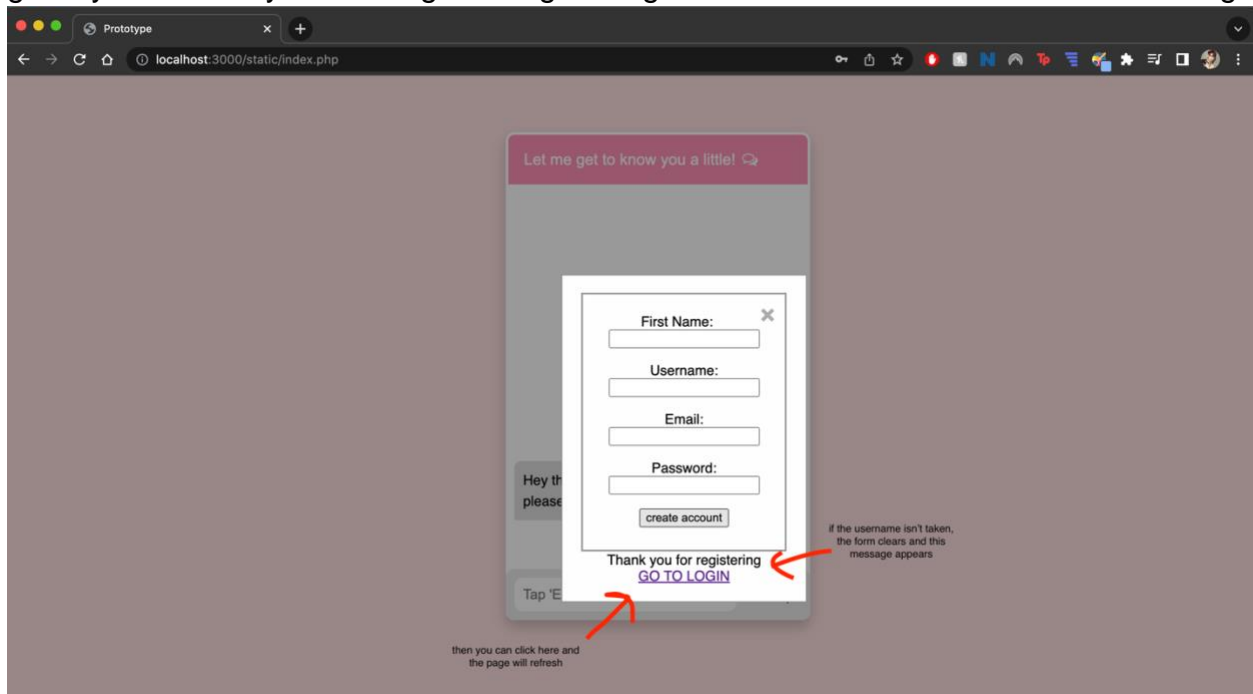 Prototype
localhost:3000/static/index.php
Let me get to know you a little!
First Name:
Username:
Email:
Password:
create account
Hey th
please
Thank you for registering
GO TO LOGIN
Tap 'E
if the username isn't taken,
the form clears and this
message appears
then you can click here and
the page will refresh